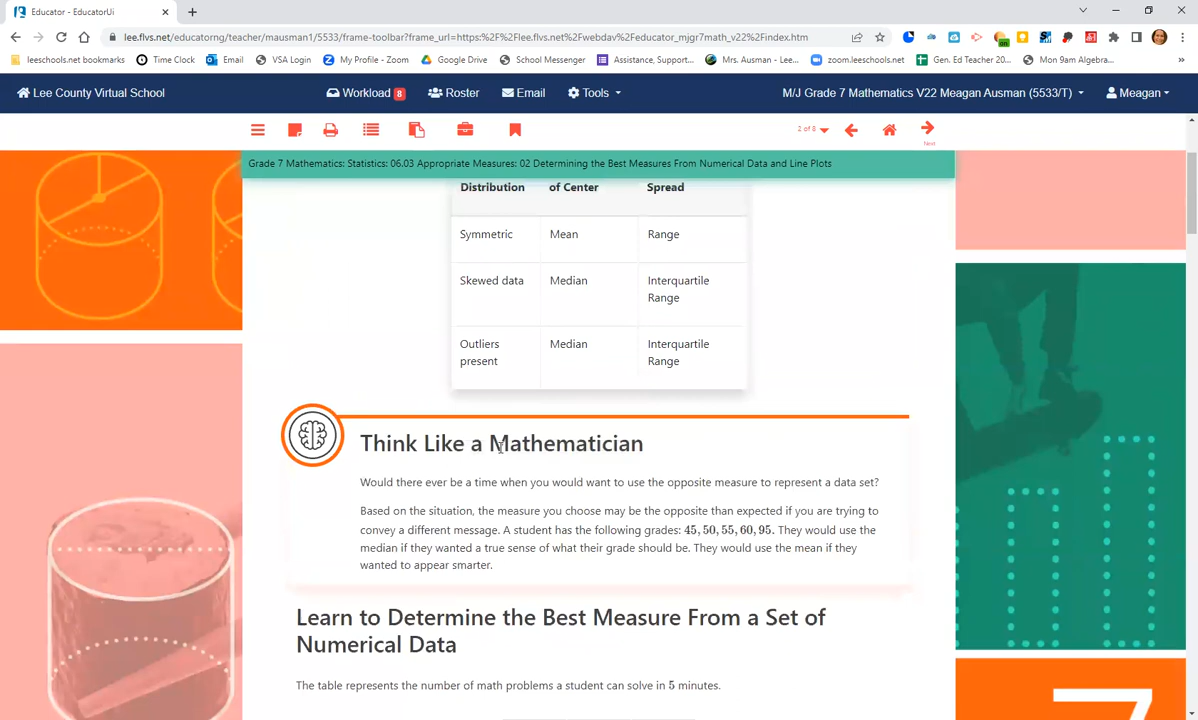 Educator - EducatorUi
lee.flvs.net/educatorng/teacher/mausman1/5533/frame-toolbar?frame_url=https:%2F%2Flee.flvs.net%2Fwebdav%2Feducator_mjgr7math_v22%2Findex.htm
leeschools.net bookmarks Time Clock Email VSA Login My Profile - Zoom Google Drive School Messenger Assistance, Support... Mrs. Ausman - Lee... zoom.leeschools.net Gen. Ed Teacher 20... Mon 9am Algebra... »
Lee County Virtual School Workload 8 Roster Email Tools M/J Grade 7 Mathematics V22 Meagan Ausman (5533/T) Meagan
2 of 8
Next
Grade 7 Mathematics: Statistics: 06.03 Appropriate Measures: 02 Determining the Best Measures From Numerical Data and Line Plots
Distribution of Center Spread
Symmetric Mean Range
Skewed data Median Interquartile
Range
Outliers Median Interquartile
present Range
Think Like a Mathematician
Would there ever be a time when you would want to use the opposite measure to represent a data set?
Based on the situation, the measure you choose may be the opposite than expected if you are trying to
convey a different message. A student has the following grades: 45, 50, 55, 60, 95. They would use the
median if they wanted a true sense of what their grade should be. They would use the mean if they
wanted to appear smarter.
Learn to Determine the Best Measure From a Set of
Numerical Data
The table represents the number of math problems a student can solve in 5 minutes.
7